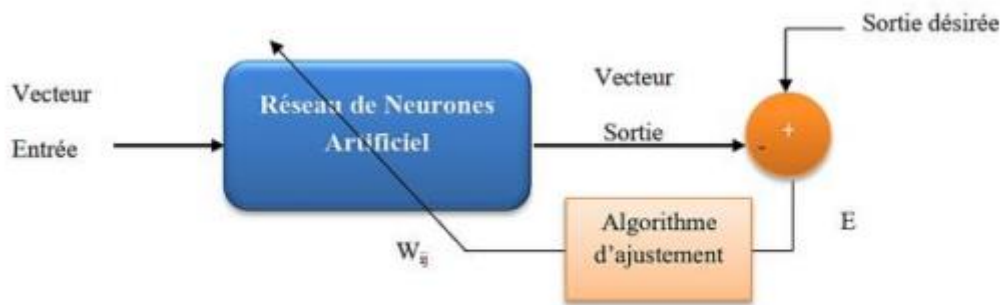 Sortie désirée
Vecteur
Entrée
Réseau de Neurones
Artificiel
Vecteur
Sortie
+
-
E
Algorithme
d'ajustement
Wij